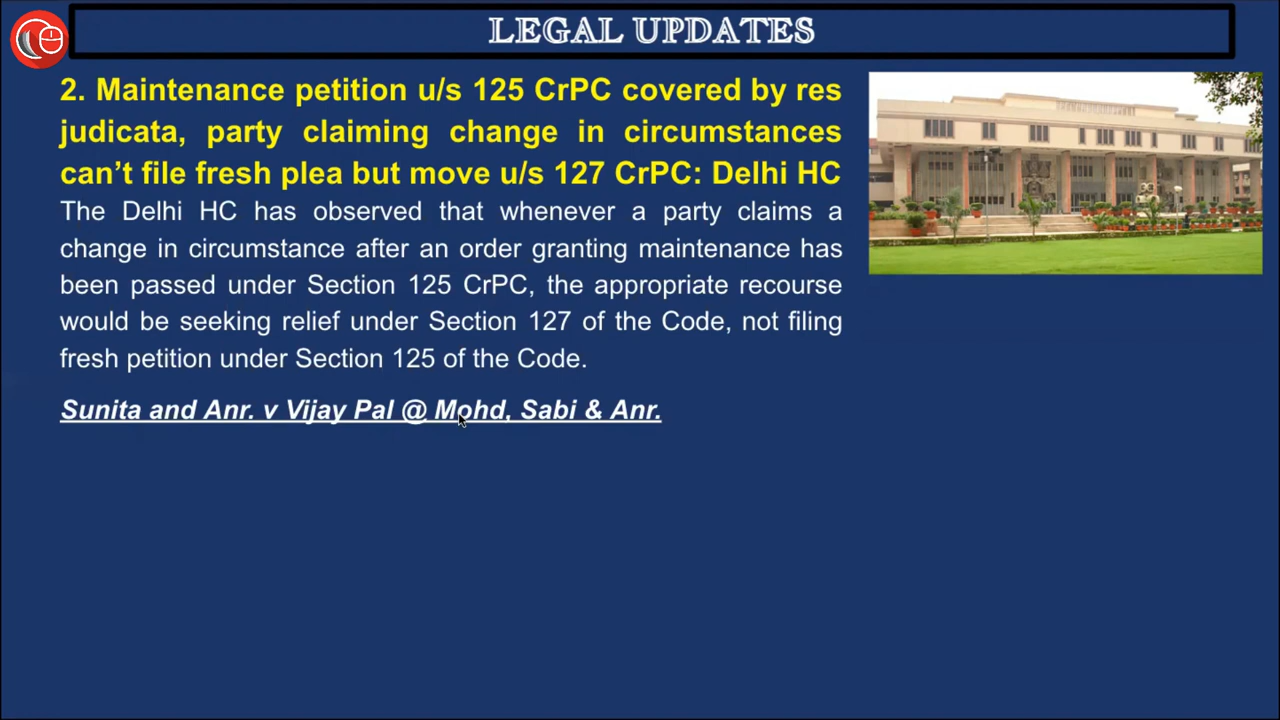 LEGAL UPDATES
2. Maintenance petition u/s 125 CrPC covered by res
judicata, party claiming change in circumstances
can't file fresh plea but move u/s 127 CrPC: Delhi HC
The Delhi HC has observed that whenever a party claims a
change in circumstance after an order granting maintenance has
been passed under Section 125 CrPC, the appropriate recourse
would be seeking relief under Section 127 of the Code, not filing
fresh petition under Section 125 of the Code.
Sunita and Anr. v Vijay Pal @ Mohd, Sabi & Anr.